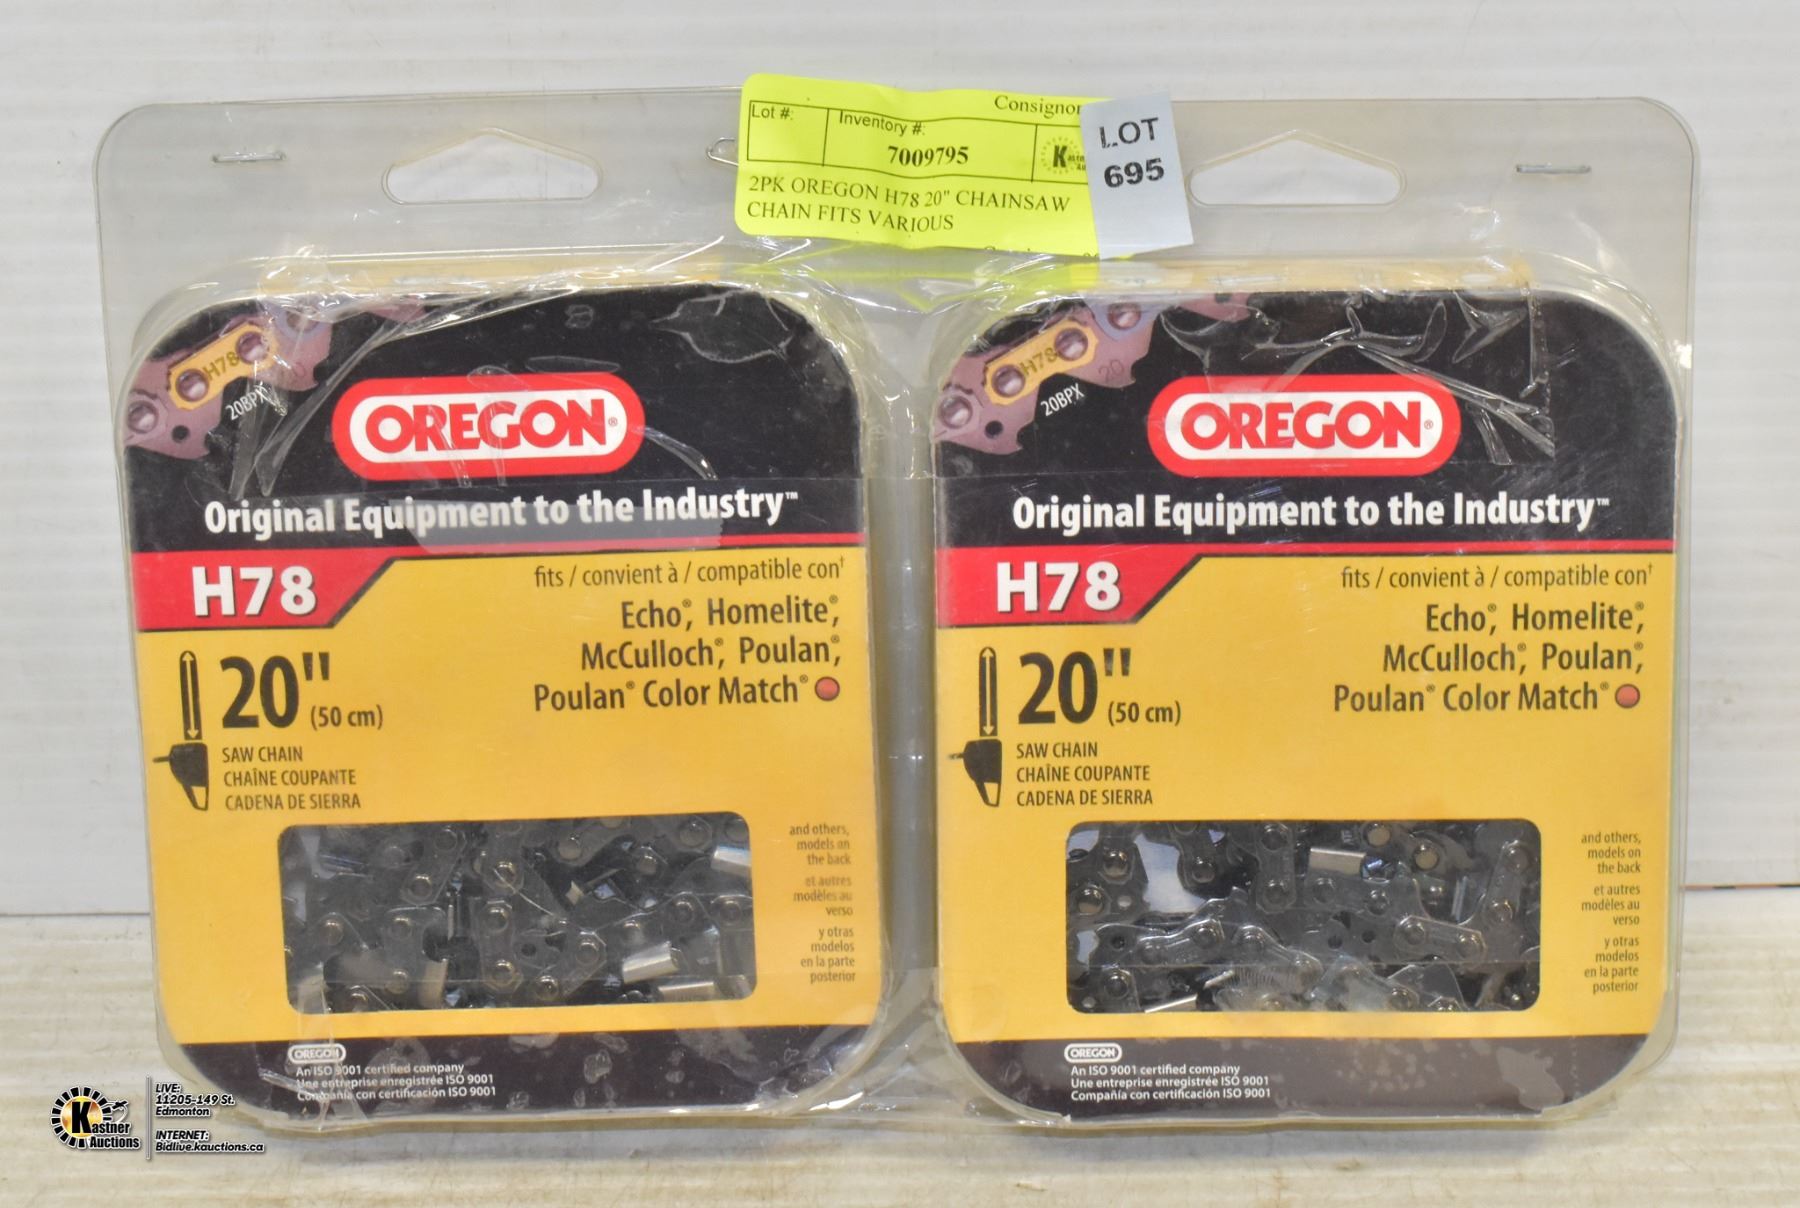 Consignor
Lot #:
Inventory #:
7009795
2PK OREGON H78 20" CHAINSAW
CHAIN FITS VARIOUS
LOT
695
H78
20BPX
OREGON®
Original Equipment to the Industry™
H78
fits / convient à / compatible con†
Echo®, Homelite®,
McCulloch®, Poulan®,
Poulan® Color Match®
20"
(50 cm)
SAW CHAIN
CHAÎNE COUPANTE
CADENA DE SIERRA
and others,
models on
the back
et autres
modèles au
verso
y otras
modelos
en la parte
posterior
OREGON
An ISO 9001 certified company
Une entreprise enregistrée ISO 9001
Compañía con certificación ISO 9001
H78
20
20BPX
OREGON®
Original Equipment to the Industry™
H78
fits / convient à / compatible con†
Echo®, Homelite®,
McCulloch®, Poulan®,
Poulan® Color Match®
20"
(50 cm)
SAW CHAIN
CHAÎNE COUPANTE
CADENA DE SIERRA
and others,
models on
the back
et autres
modèles au
verso
y otras
modelos
en la parte
posterior
OREGON
An ISO 9001 certified company
Une entreprise enregistrée ISO 9001
Compañía con certificación ISO 9001
Kastner
Auctions
LIVE:
11205-149 St.
Edmonton
INTERNET:
Bidlive.kauctions.ca